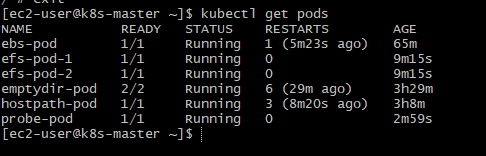 / # exit
[ec2-user@k8s-master ~]$ kubectl get pods
NAME READY STATUS RESTARTS AGE
ebs-pod 1/1 Running 1 (5m23s ago) 65m
efs-pod-1 1/1 Running 0 9m15s
efs-pod-2 1/1 Running 0 9m15s
emptydir-pod 2/2 Running 6 (29m ago) 3h29m
hostpath-pod 1/1 Running 3 (8m20s ago) 3h8m
probe-pod 1/1 Running 0 2m59s
[ec2-user@k8s-master ~]$